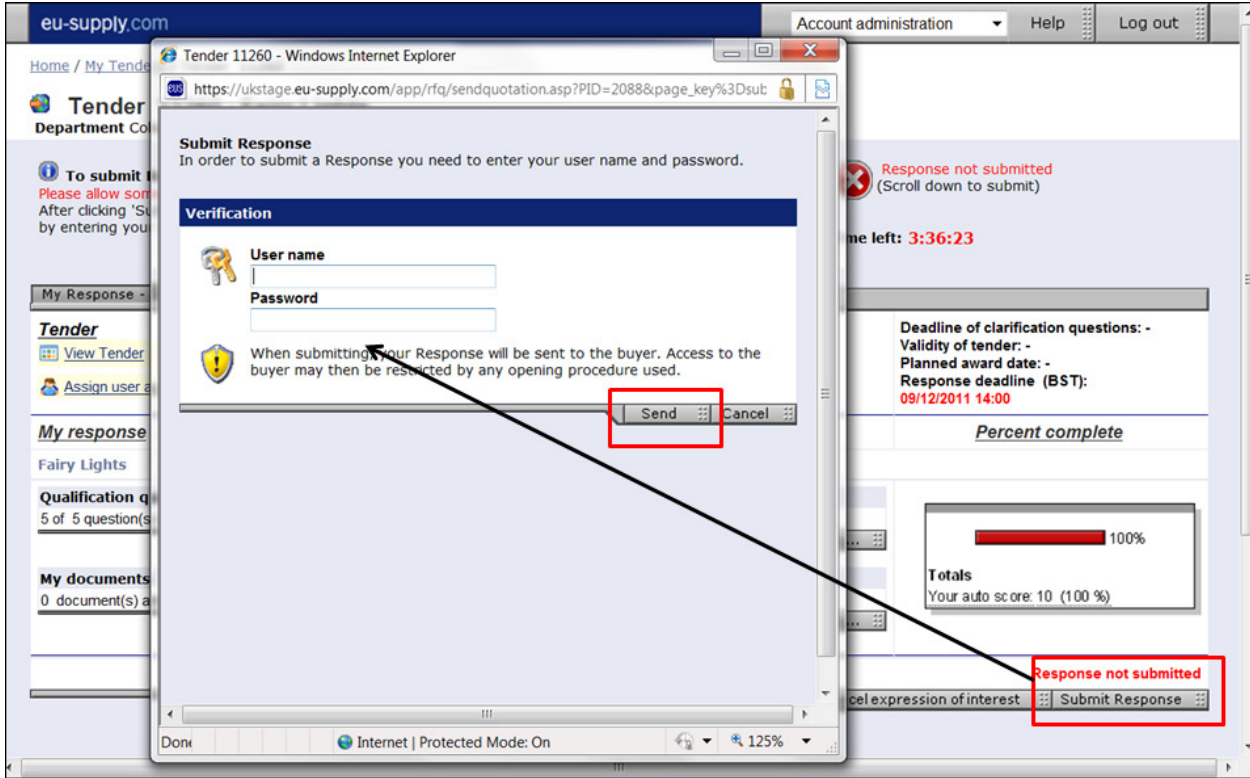 eu-supply.com
Account administration
Help
Log out
Home / My Tende
Tender
Department Col
To submit
Please allow som
After clicking 'Su
by entering you
Response not submitted
(Scroll down to submit)
me left: 3:36:23
My Response -
Tender
View Tender
Assign user a
Deadline of clarification questions: -
Validity of tender: -
Planned award date: -
Response deadline (BST):
09/12/2011 14:00
My response
Percent complete
Fairy Lights
Qualification q
5 of 5 question(s
100%
Totals
Your auto score: 10 (100 %)
My documents
0 document(s) a
... 
...
Response not submitted
cel expression of interest
Submit Response
Tender 11260 - Windows Internet Explorer
eus
https://ukstage.eu-supply.com/app/rfq/sendquotation.asp?PID=2088&page_key%3Dsub
Submit Response
In order to submit a Response you need to enter your user name and password.
Verification
User name
Password
When submitting, your Response will be sent to the buyer. Access to the
buyer may then be restricted by any opening procedure used.
Send
Cancel
Done
Internet | Protected Mode: On
125%